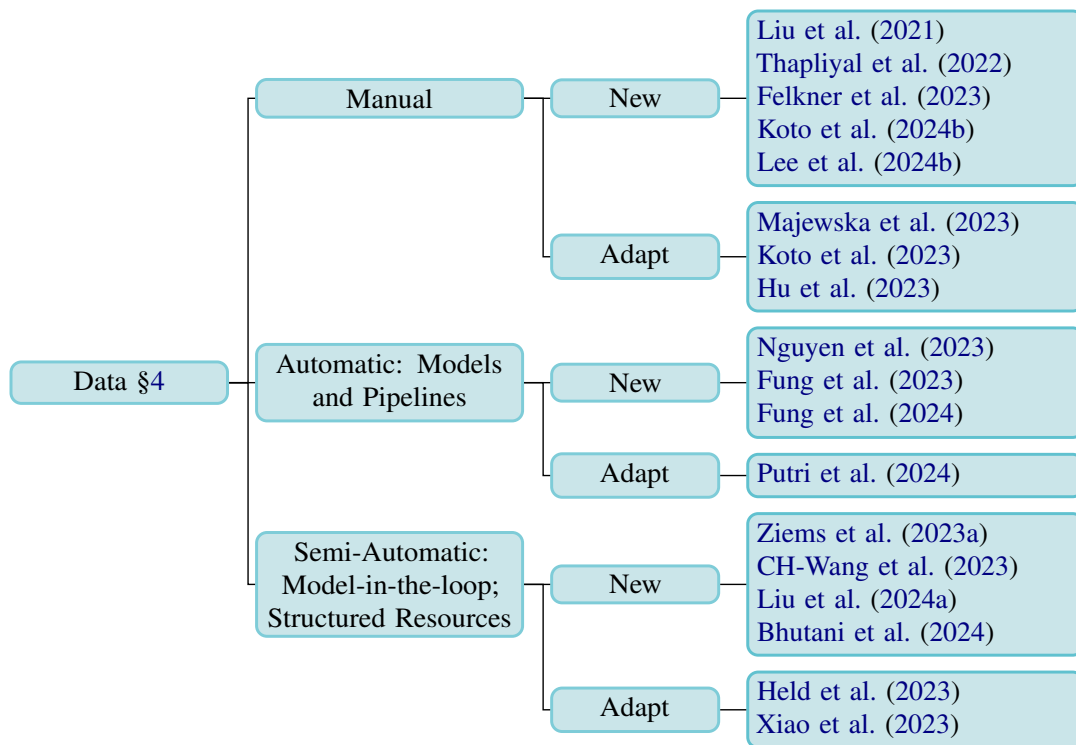 Data §4
Manual
New
Liu et al. (2021)
Thapliyal et al. (2022)
Felkner et al. (2023)
Koto et al. (2024b)
Lee et al. (2024b)
Adapt
Majewska et al. (2023)
Koto et al. (2023)
Hu et al. (2023)
Automatic: Models
and Pipelines
New
Nguyen et al. (2023)
Fung et al. (2023)
Fung et al. (2024)
Adapt
Putri et al. (2024)
Semi-Automatic:
Model-in-the-loop;
Structured Resources
New
Ziems et al. (2023a)
CH-Wang et al. (2023)
Liu et al. (2024a)
Bhutani et al. (2024)
Adapt
Held et al. (2023)
Xiao et al. (2023)